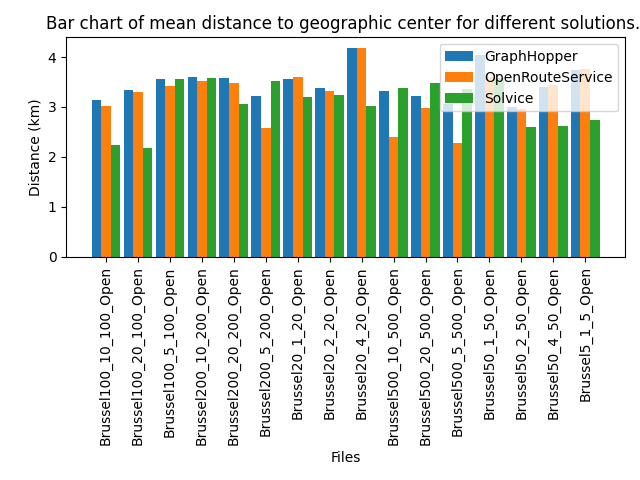 Bar chart of mean distance to geographic center for different solutions.
GraphHopper
OpenRouteService
Solvice
Distance (km)
4
3
2
1
0
Brussel100_10_100_Open
Brussel100_20_100_Open
Brussel100_5_100_Open
Brussel200_10_200_Open
Brussel200_20_200_Open
Brussel200_5_200_Open
Brussel20_1_20_Open
Brussel20_2_20_Open
Brussel20_4_20_Open
Brussel500_10_500_Open
Brussel500_20_500_Open
Brussel500_5_500_Open
Brussel50_1_50_Open
Brussel50_2_50_Open
Brussel50_4_50_Open
Brussel5_1_5_Open
Files